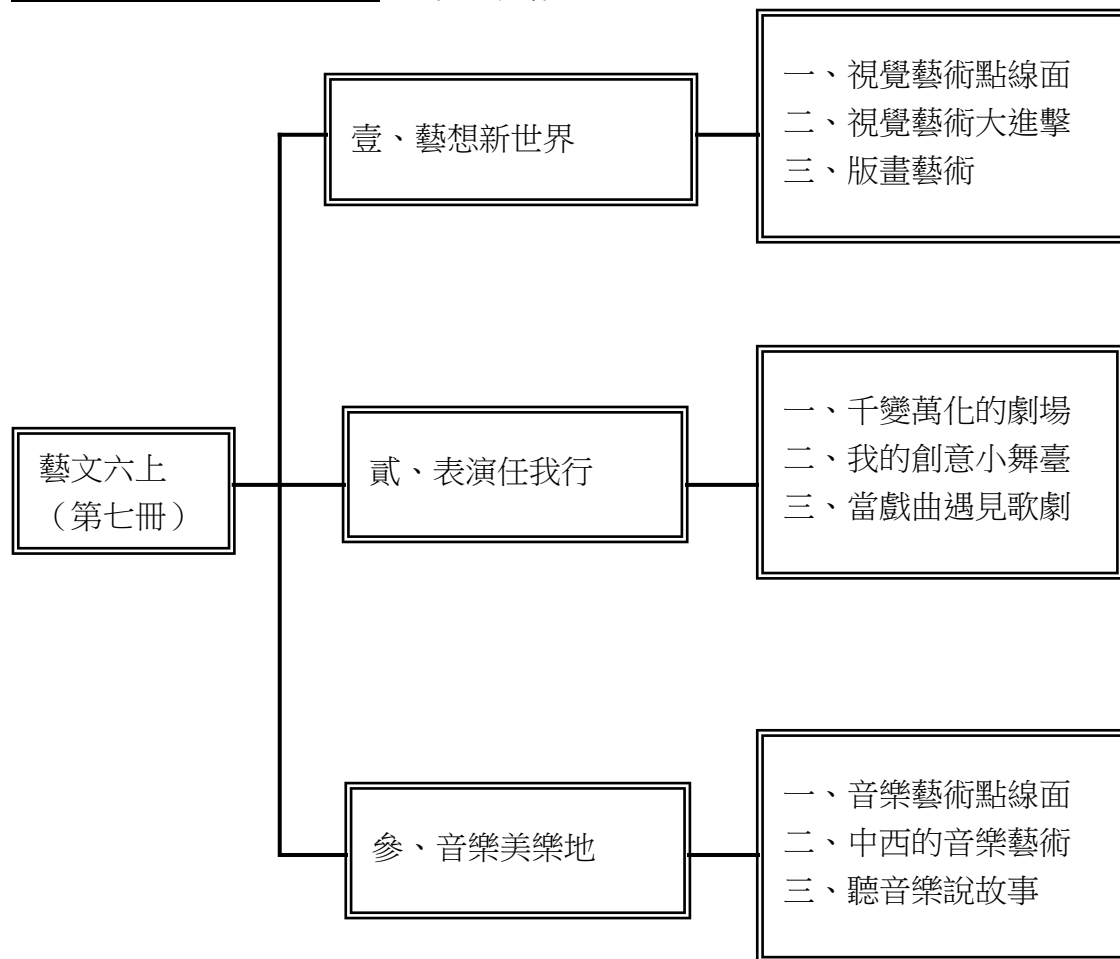 藝文六上
（第七冊）
壹、藝想新世界
一、視覺藝術點線面
二、視覺藝術大進擊
三、版畫藝術
貳、表演任我行
一、千變萬化的劇場
二、我的創意小舞臺
三、當戲曲遇見歌劇
參、音樂美樂地
一、音樂藝術點線面
二、中西的音樂藝術
三、聽音樂說故事